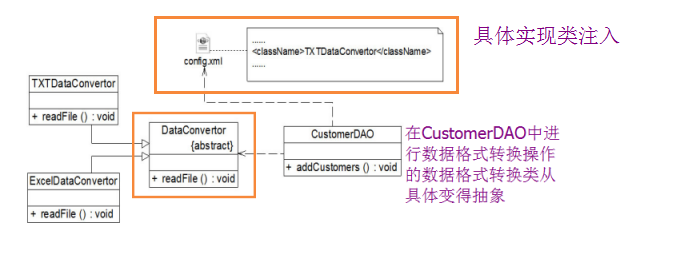 ......
<className>TXTDataConvertor</className>
......
config.xml
具体实现类注入
TXTDataConvertor
+ readFile () : void
DataConvertor
{abstract}
+ readFile () : void
CustomerDAO
+ addCustomers () : void
ExcelDataConvertor
+ readFile () : void
在CustomerDAO中进
行数据格式转换操作
的数据格式转换类从
具体变得抽象